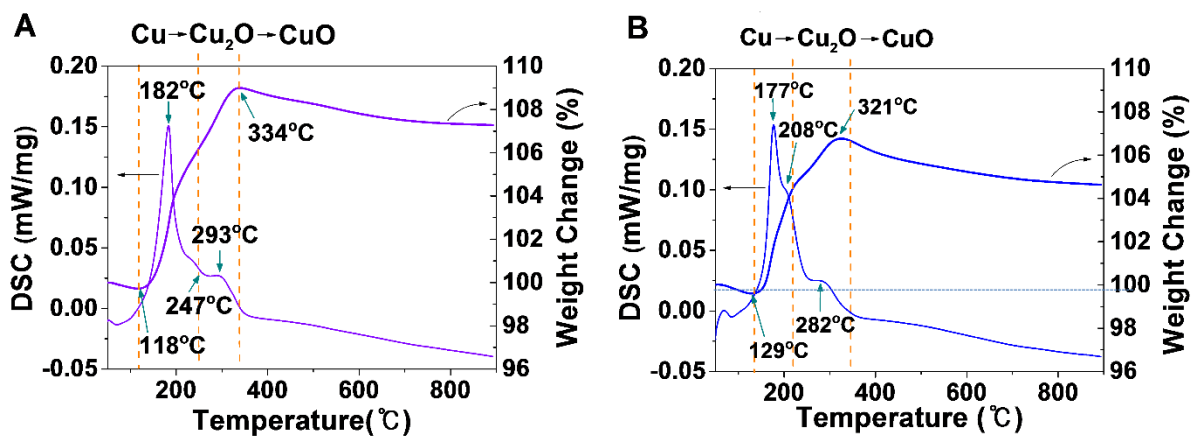 A
Cu→Cu₂O→CuO
0.20
0.15
0.10
0.05
0.00
-0.05
DSC (mW/mg)
182°C
334°C
293°C
247°C
118°C
110
108
106
104
102
100
98
96
Weight Change (%)
200
400
600
800
Temperature(℃)
B
Cu→Cu₂O→CuO
0.20
0.15
0.10
0.05
0.00
-0.05
DSC (mW/mg)
177°C
208°C
321°C
282°C
129°C
110
108
106
104
102
100
98
96
Weight Change (%)
200
400
600
800
Temperature (℃)